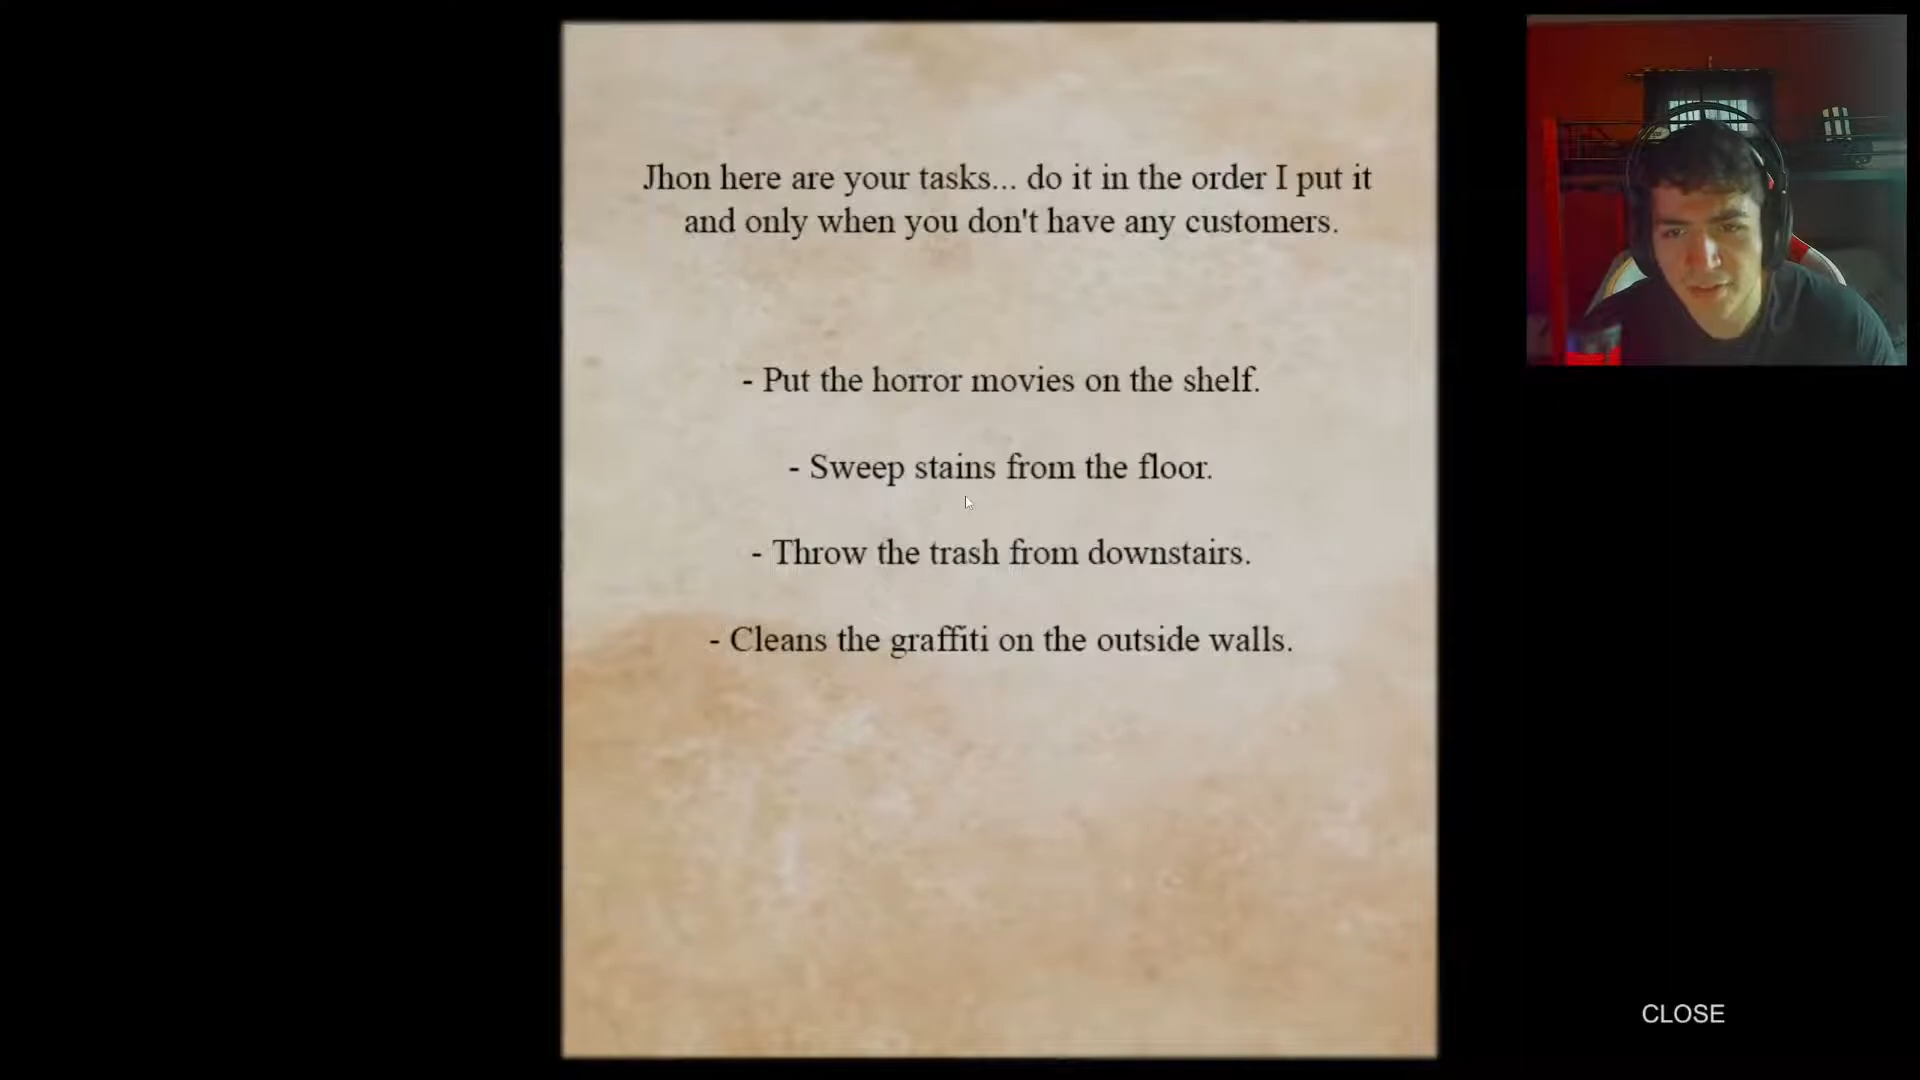 Jhon here are your tasks... do it in the order I put it
and only when you don't have any customers.
- Put the horror movies on the shelf.
- Sweep stains from the floor.
- Throw the trash from downstairs.
- Cleans the graffiti on the outside walls.
CLOSE